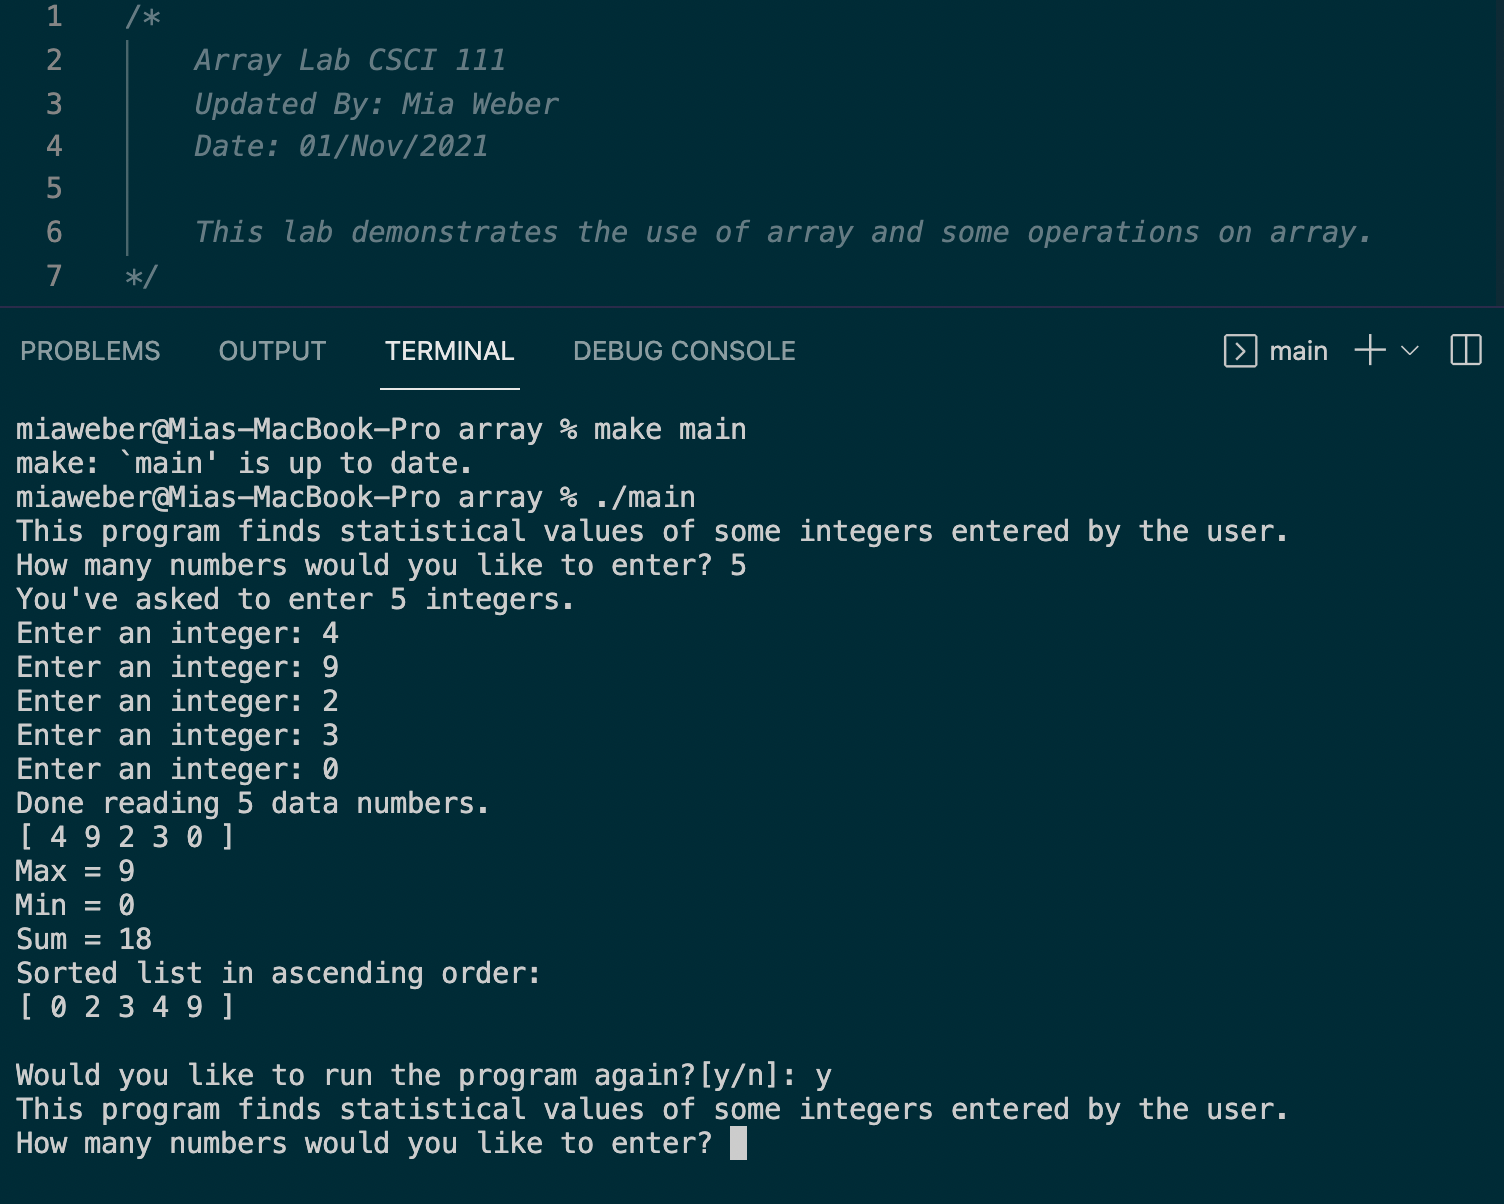 1 /*
2 Array Lab CSCI 111
3 Updated By: Mia Weber
4 Date: 01/Nov/2021
5
6 This lab demonstrates the use of array and some operations on array.
7 */
PROBLEMS OUTPUT TERMINAL DEBUG CONSOLE main
miaweber@Mias-MacBook-Pro array % make main
make: `main' is up to date.
miaweber@Mias-MacBook-Pro array % ./main
This program finds statistical values of some integers entered by the user.
How many numbers would you like to enter? 5
You've asked to enter 5 integers.
Enter an integer: 4
Enter an integer: 9
Enter an integer: 2
Enter an integer: 3
Enter an integer: 0
Done reading 5 data numbers.
[ 4 9 2 3 0 ]
Max = 9
Min = 0
Sum = 18
Sorted list in ascending order:
[ 0 2 3 4 9 ]

Would you like to run the program again?[y/n]: y
This program finds statistical values of some integers entered by the user.
How many numbers would you like to enter?